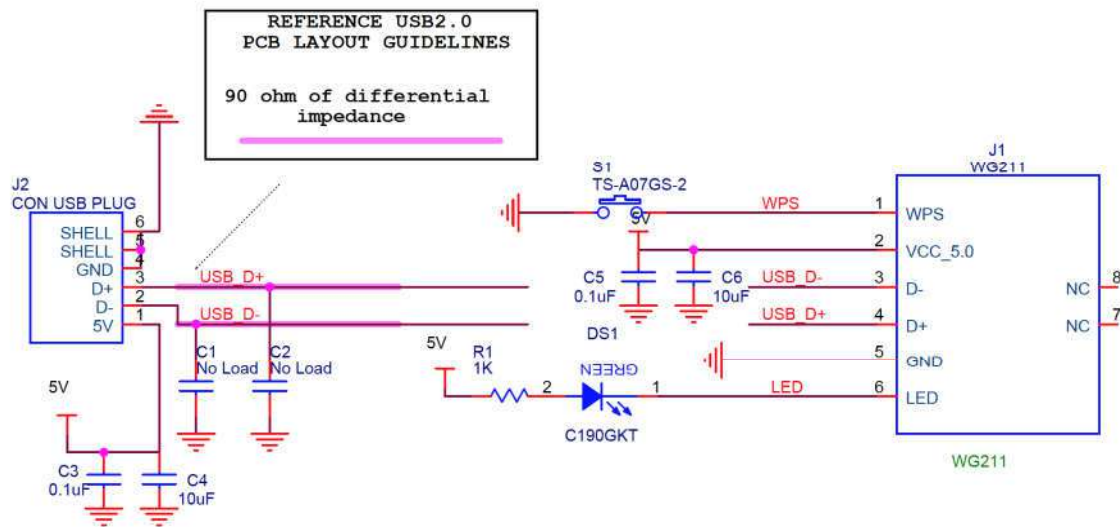 REFERENCE USB2.0
PCB LAYOUT GUIDELINES
90 ohm of differential
impedance
J2
CON USB PLUG
SHELL
6
SHELL
5
GND
4
D+
3
D-
2
5V
1
USB_D+
USB_D-
C1
No Load
C2
No Load
5V
C3
0.1uF
C4
10uF
S1
TS-A07GS-2
5V
C5
0.1uF
C6
10uF
WPS
USB_D-
USB_D+
LED
5V
R1
1K
DS1
GREEN
2
1
C190GKT
J1
WG211
1
WPS
2
VCC_5.0
3
D-
4
D+
5
GND
6
LED
NC
8
NC
7
WG211